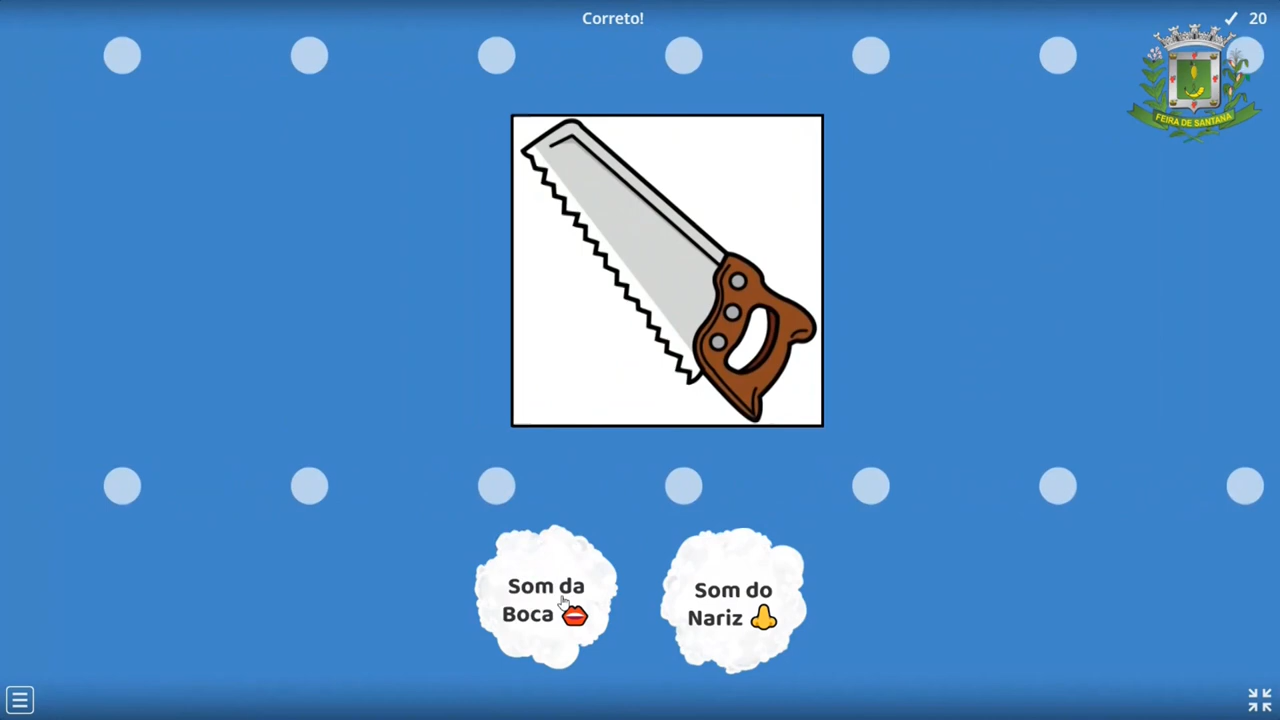 Correto!
✓ 20
FEIRA DE SANTANA
Som da
Boca 👄
Som do
Nariz 👃